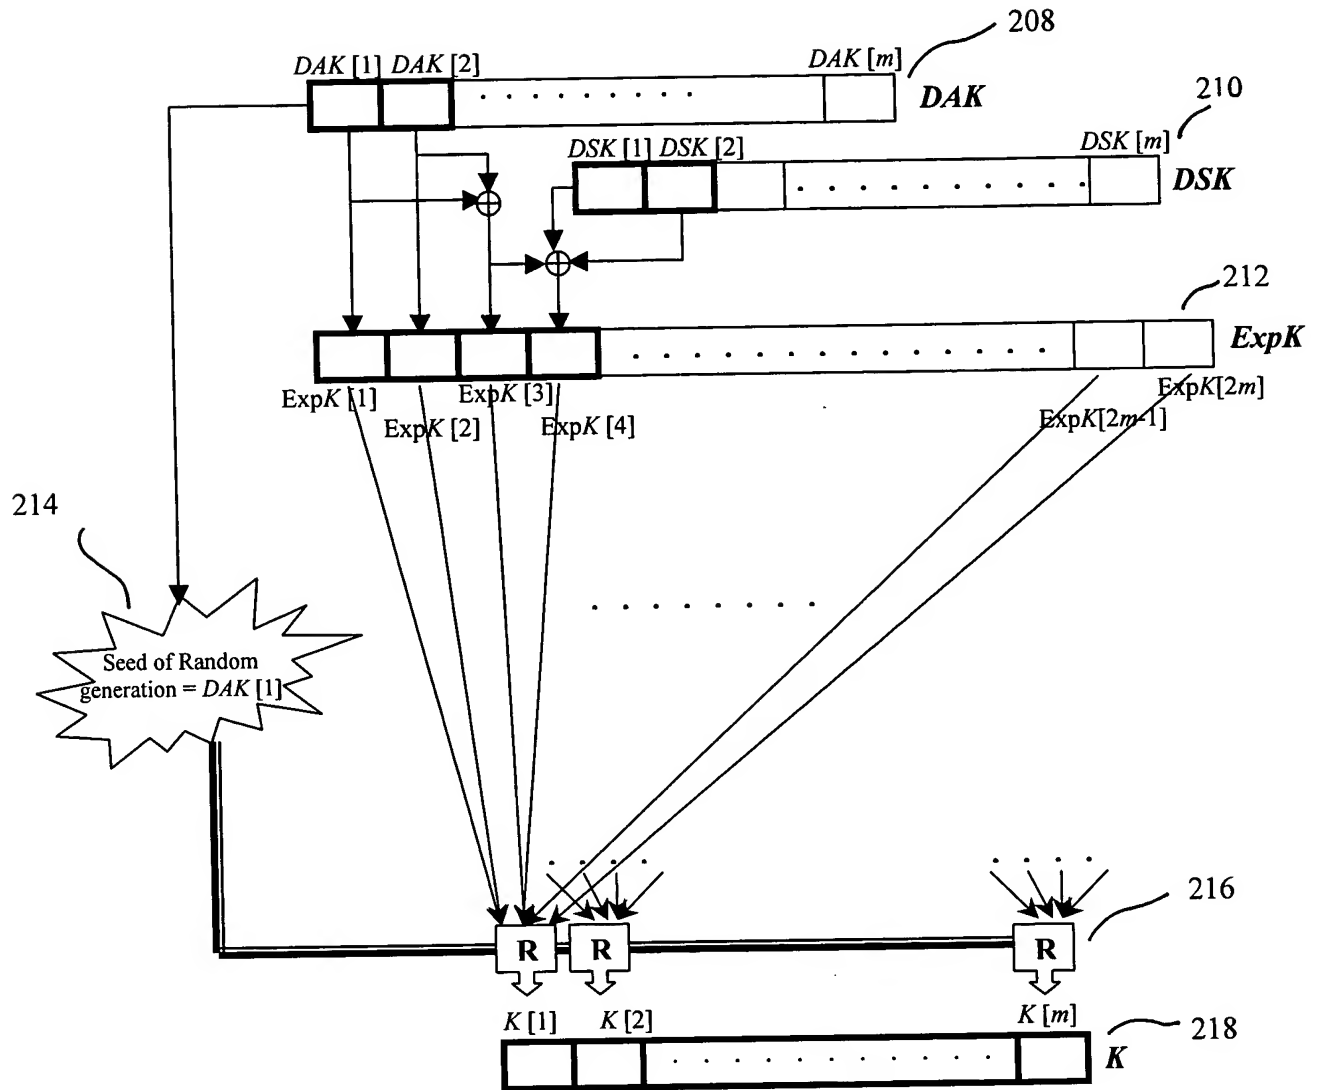 208
DAK [1] DAK [2] DAK [m]
DAK
210
DSK [1] DSK [2] DSK [m]
DSK
212
ExpK
ExpK [1] ExpK [3] ExpK[2m]
ExpK [2] ExpK [4] ExpK[2m-1]
214
Seed of Random
generation = DAK [1]
216
R R R
K [1] K [2] K [m]
218
K